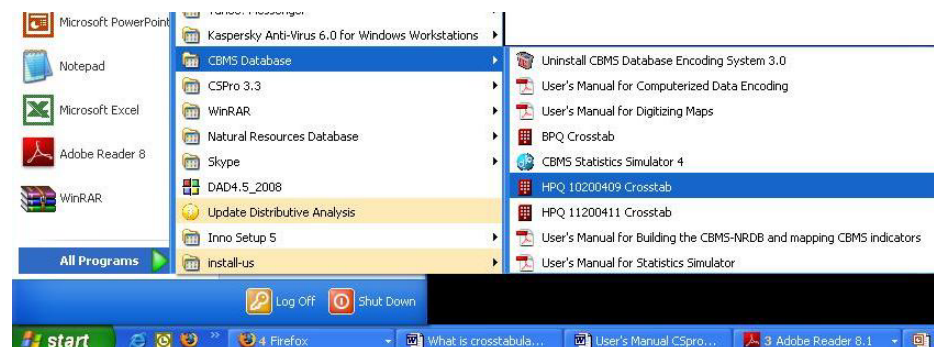 Microsoft PowerPoint
Notepad
Microsoft Excel
Adobe Reader 8
WinRAR
All Programs
Yahoo! Messenger
Kaspersky Anti-Virus 6.0 for Windows Workstations
CBMS Database
CSPro 3.3
WinRAR
Natural Resources Database
Skype
DAD4.5_2008
Update Distributive Analysis
Inno Setup 5
install-us
Uninstall CBMS Database Encoding System 3.0
User's Manual for Computerized Data Encoding
User's Manual for Digitizing Maps
BPQ Crosstab
CBMS Statistics Simulator 4
HPQ 10200409 Crosstab
HPQ 11200411 Crosstab
User's Manual for Building the CBMS-NRDB and mapping CBMS indicators
User's Manual for Statistics Simulator
Log Off Shut Down
start 4 Firefox What is crosstabula... User's Manual CSpro... 3 Adobe Reader 8.1